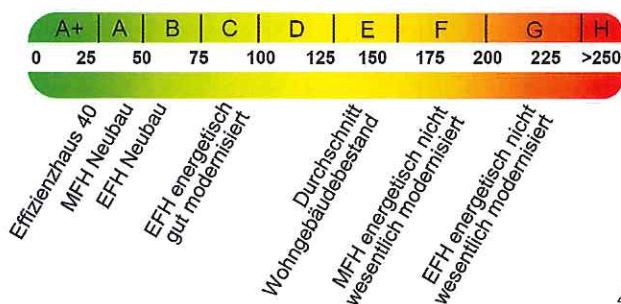 A+ A B C D E F G H
0 25 50 75 100 125 150 175 200 225 >250
Effizienzhaus 40
MFH Neubau
EFH Neubau
EFH energetisch
gut modernisiert
Durchschnitt
Wohngebäudebestand
MFH energetisch nicht
wesentlich modernisiert
EFH energetisch nicht
wesentlich modernisiert